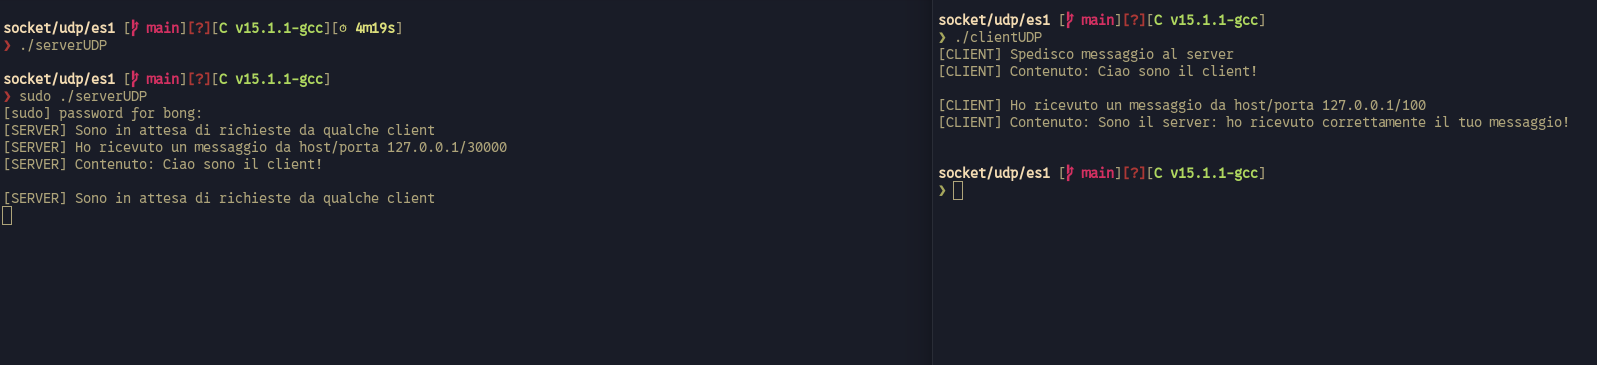 socket/udp/es1 [ main][?][C v15.1.1-gcc][⏱ 4m19s]
❯ ./serverUDP
socket/udp/es1 [ main][?][C v15.1.1-gcc]
❯ sudo ./serverUDP
[sudo] password for bong:
[SERVER] Sono in attesa di richieste da qualche client
[SERVER] Ho ricevuto un messaggio da host/porta 127.0.0.1/30000
[SERVER] Contenuto: Ciao sono il client!
[SERVER] Sono in attesa di richieste da qualche client
socket/udp/es1 [ main][?][C v15.1.1-gcc]
❯ ./clientUDP
[CLIENT] Spedisco messaggio al server
[CLIENT] Contenuto: Ciao sono il client!
[CLIENT] Ho ricevuto un messaggio da host/porta 127.0.0.1/100
[CLIENT] Contenuto: Sono il server: ho ricevuto correttamente il tuo messaggio!
socket/udp/es1 [ main][?][C v15.1.1-gcc]
❯